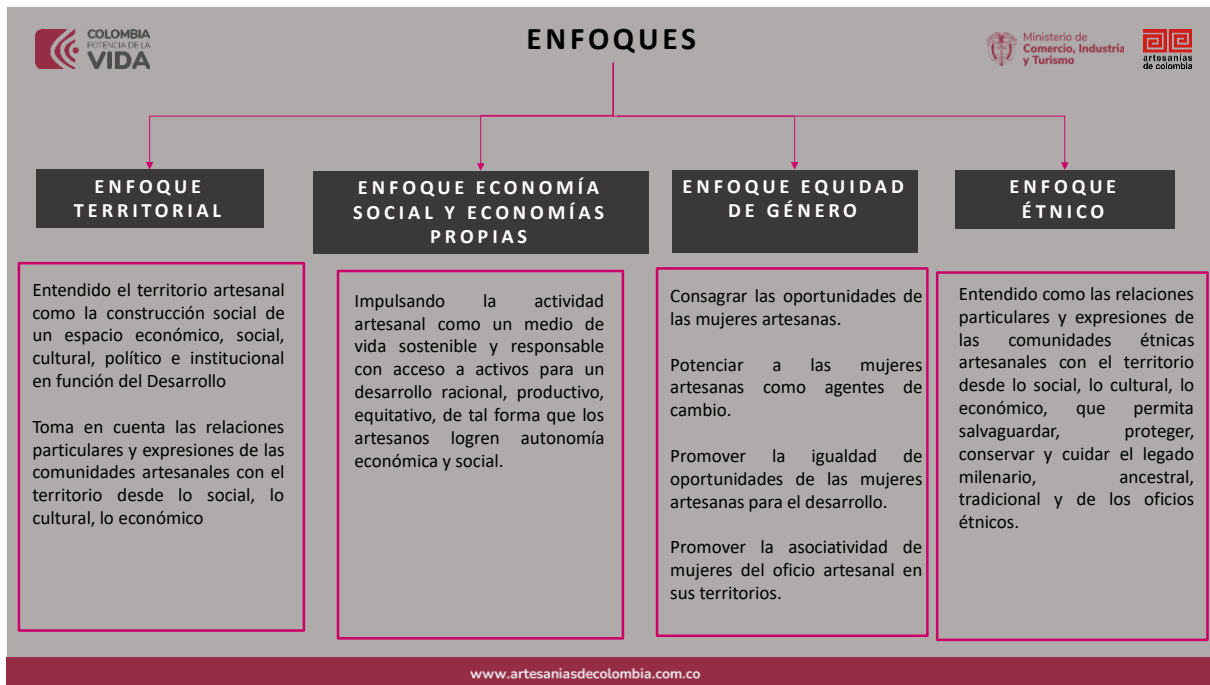 COLOMBIA
POTENCIA DE LA
VIDA
ENFOQUES
Ministerio de
Comercio, Industria
y Turismo
artesanías
de colombia
ENFOQUE
TERRITORIAL
Entendido el territorio artesanal
como la construcción social de
un espacio económico, social,
cultural, político e institucional
en función del Desarrollo
Toma en cuenta las relaciones
particulares y expresiones de las
comunidades artesanales con el
territorio desde lo social, lo
cultural, lo económico
ENFOQUE ECONOMÍA
SOCIAL Y ECONOMÍAS
PROPIAS
Impulsando la actividad
artesanal como un medio de
vida sostenible y responsable
con acceso a activos para un
desarrollo racional, productivo,
equitativo, de tal forma que los
artesanos logren autonomía
económica y social.
ENFOQUE EQUIDAD
DE GÉNERO
Consagrar las oportunidades de
las mujeres artesanas.
Potenciar a las mujeres
artesanas como agentes de
cambio.
Promover la igualdad de
oportunidades de las mujeres
artesanas para el desarrollo.
Promover la asociatividad de
mujeres del oficio artesanal en
sus territorios.
ENFOQUE
ÉTNICO
Entendido como las relaciones
particulares y expresiones de
las comunidades étnicas
artesanales con el territorio
desde lo social, lo cultural, lo
económico, que permita
salvaguardar, proteger,
conservar y cuidar el legado
milenario, ancestral,
tradicional y de los oficios
étnicos.
www.artesaniasdecolombia.com.co